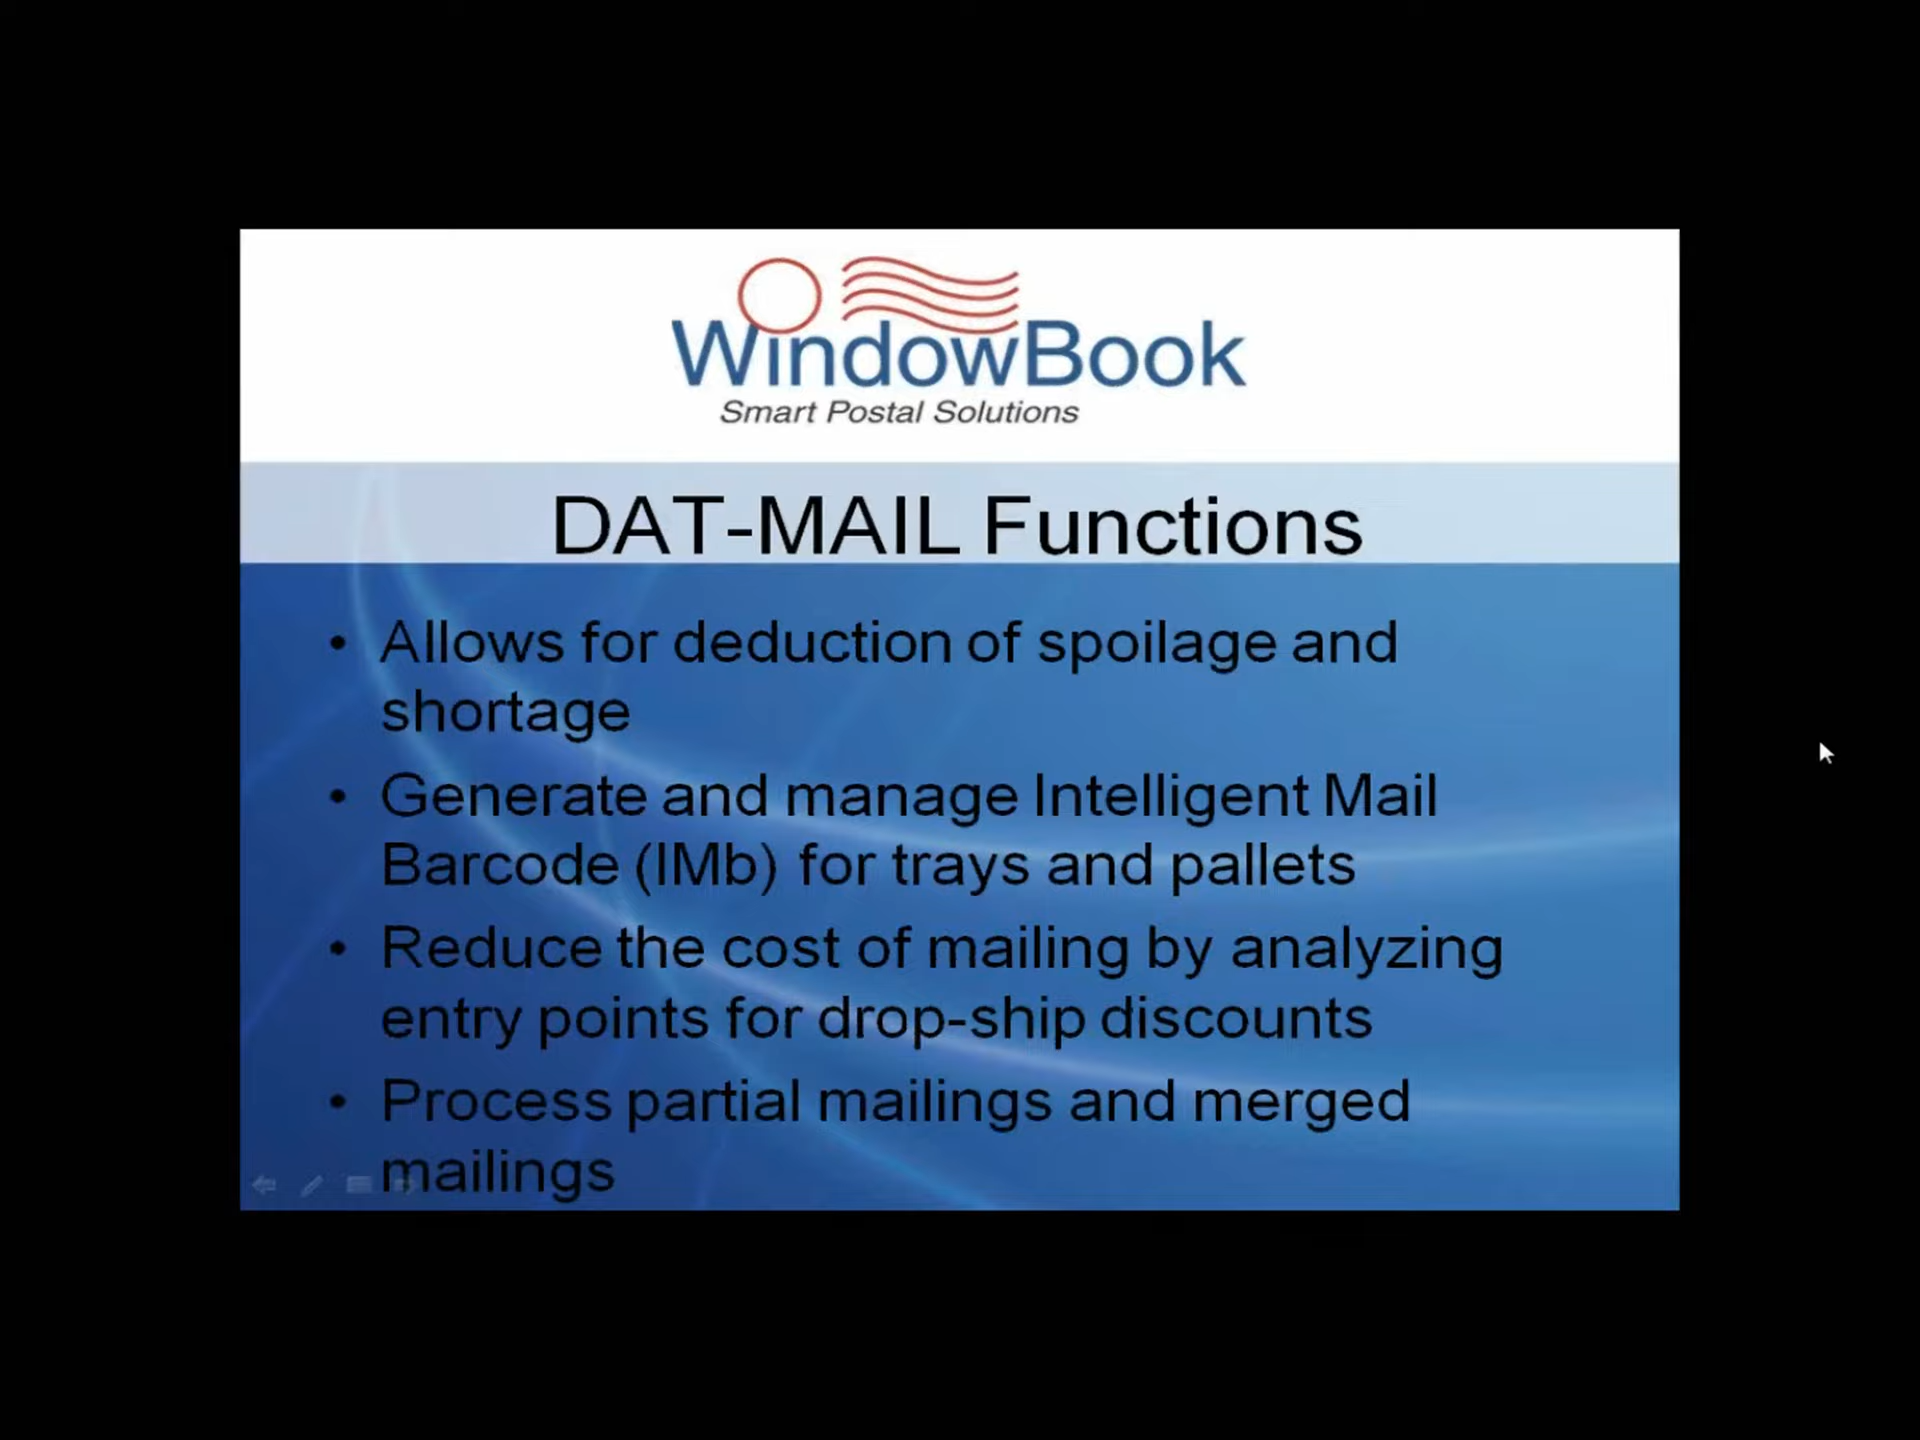 WindowBook
Smart Postal Solutions
DAT-MAIL Functions
• Allows for deduction of spoilage and
shortage
• Generate and manage Intelligent Mail
Barcode (IMb) for trays and pallets
• Reduce the cost of mailing by analyzing
entry points for drop-ship discounts
• Process partial mailings and merged
mailings